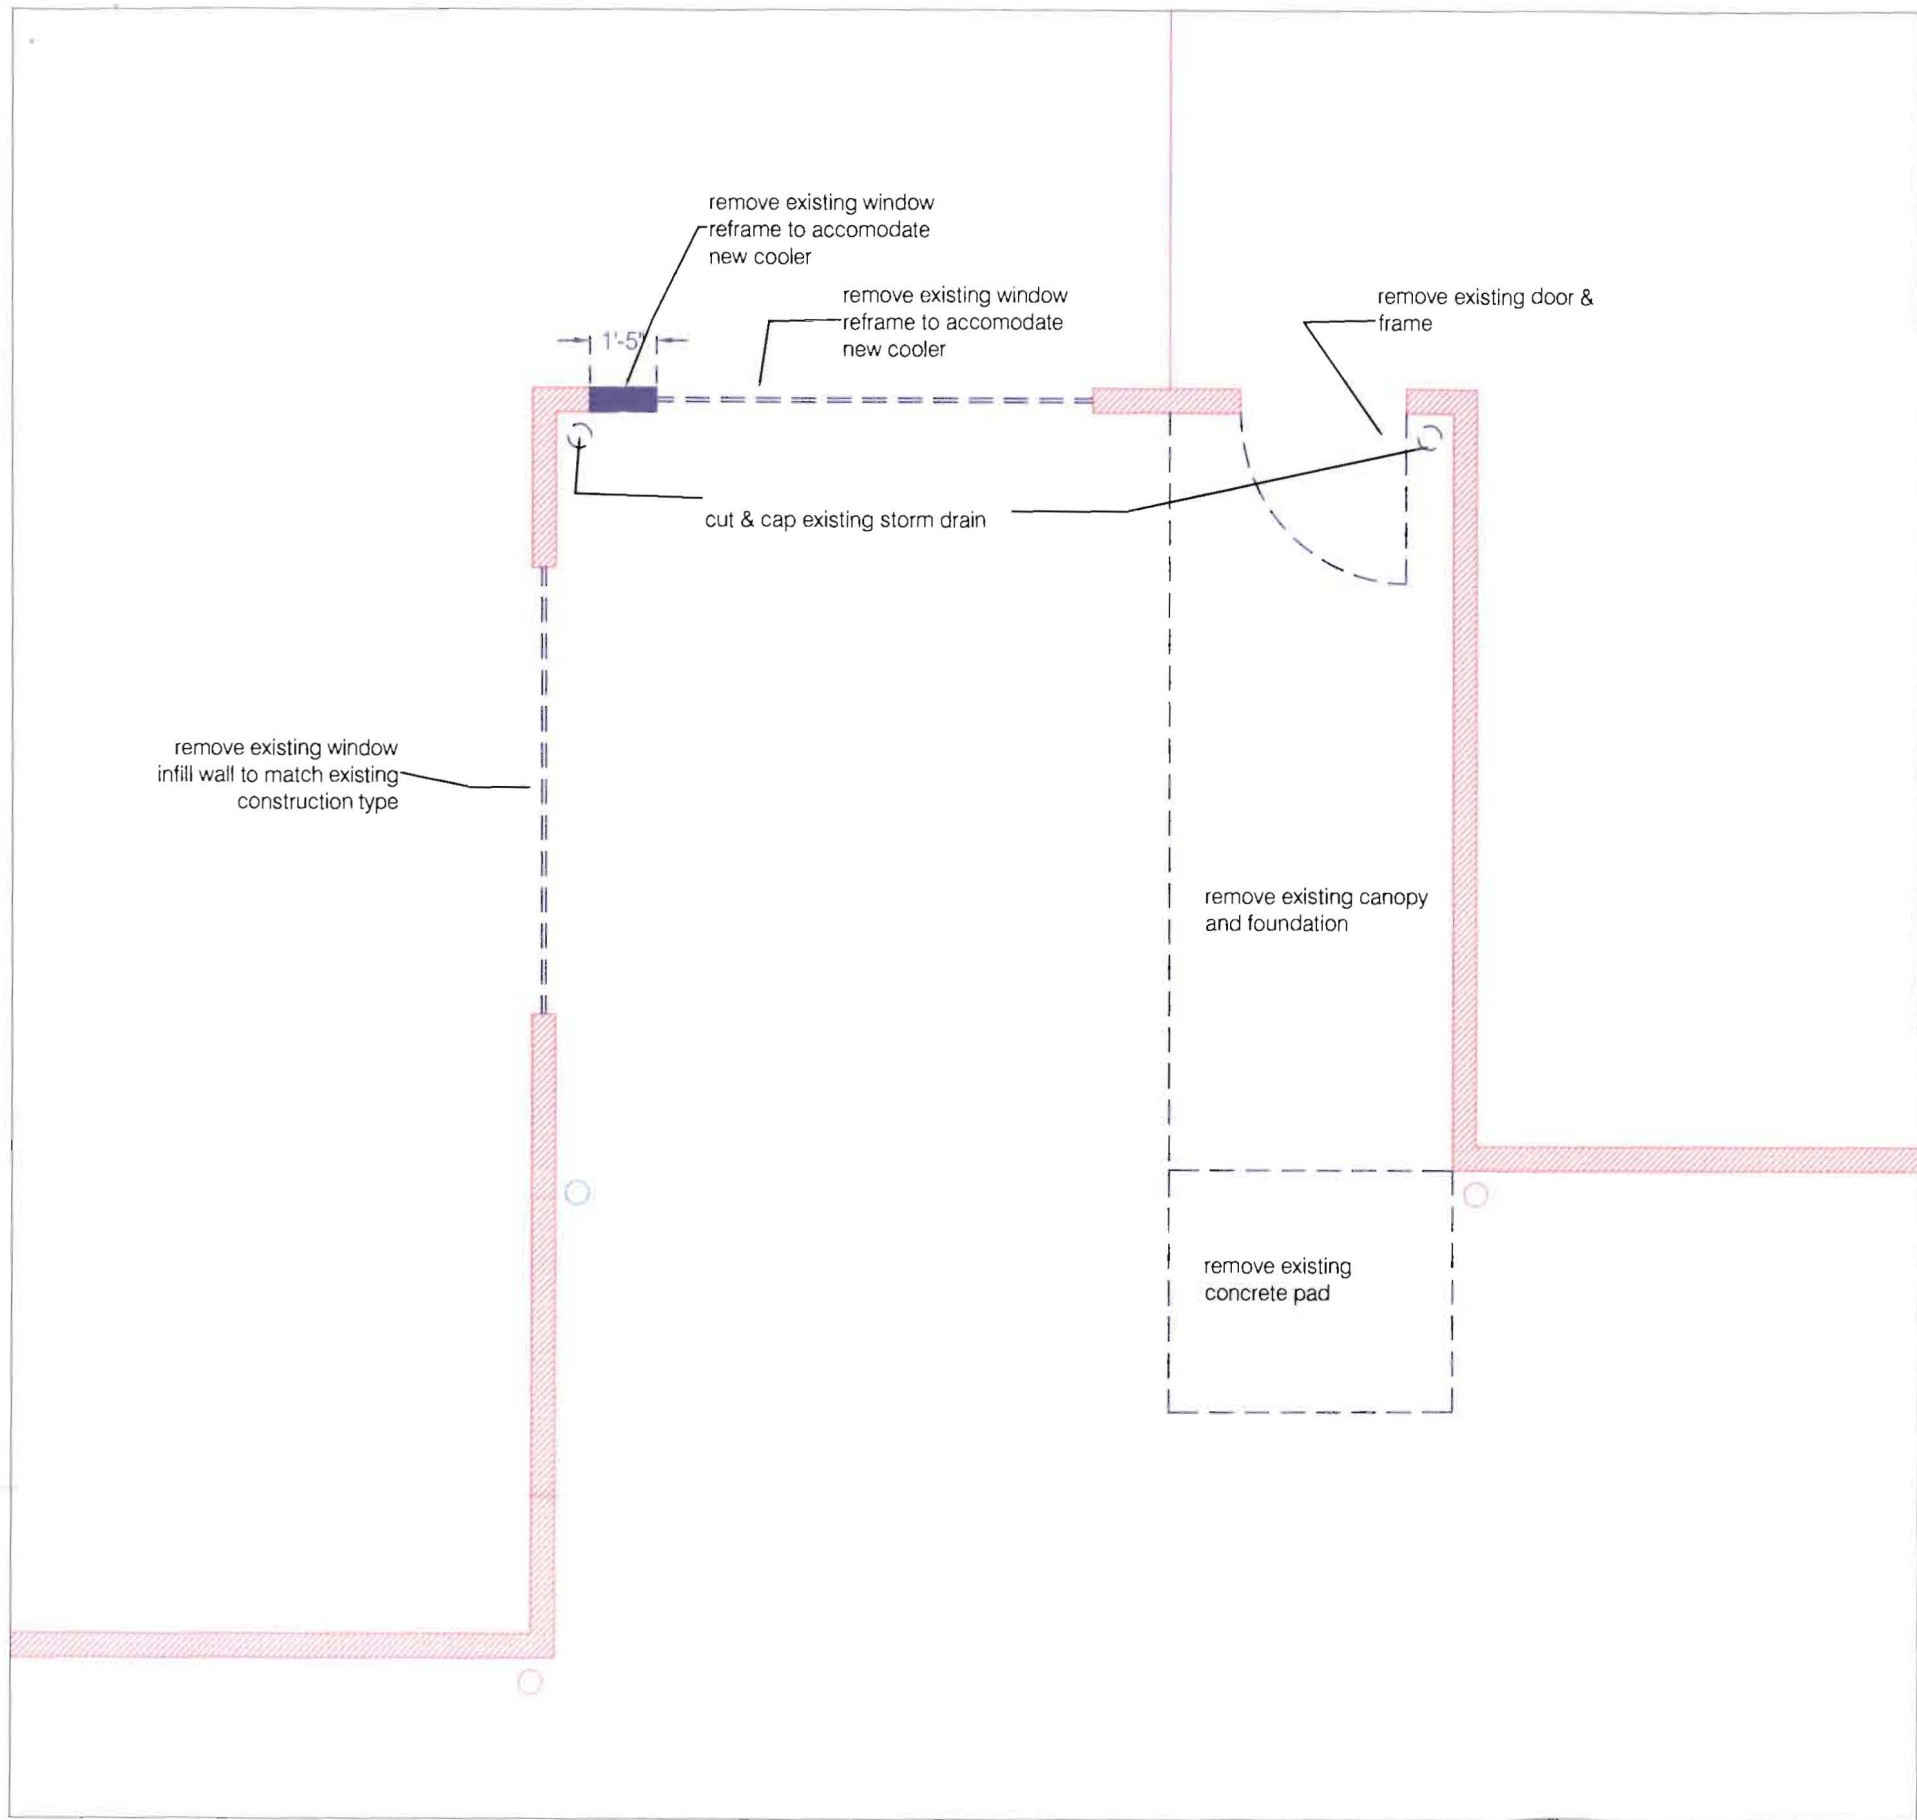 remove existing window
reframe to accomodate
new cooler
remove existing window
reframe to accomodate
new cooler
remove existing door &
frame
1'-5"
cut & cap existing storm drain
remove existing window
infill wall to match existing
construction type
remove existing canopy
and foundation
remove existing
concrete pad